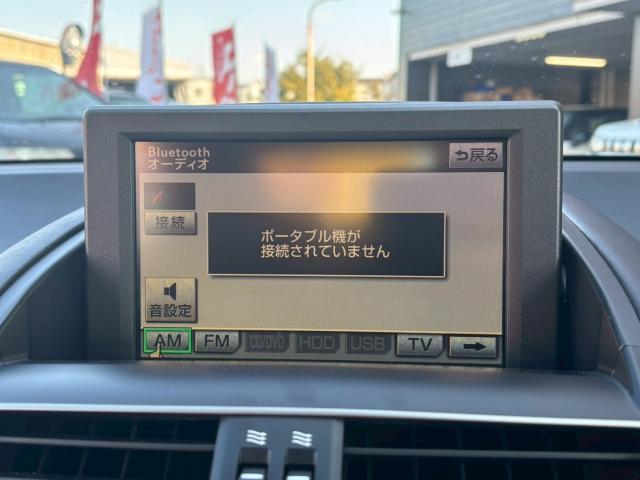 Bluetooth
オーディオ
戻る
接続
ポータブル機が
接続されていません
音設定
AM FM CD/DVD HDD USB TV